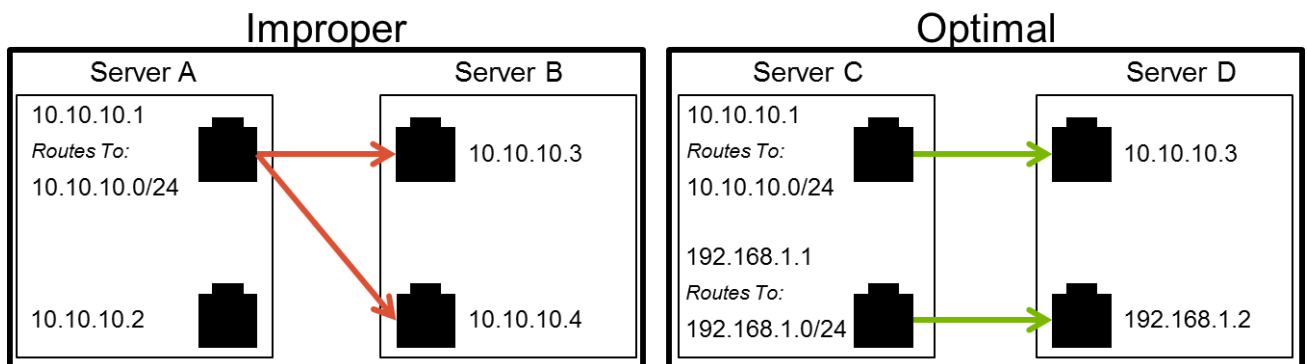 Improper
Server A
Server B
10.10.10.1
Routes To:
10.10.10.0/24
10.10.10.2
10.10.10.3
10.10.10.4
Optimal
Server C
Server D
10.10.10.1
Routes To:
10.10.10.0/24
192.168.1.1
Routes To:
192.168.1.0/24
10.10.10.3
192.168.1.2